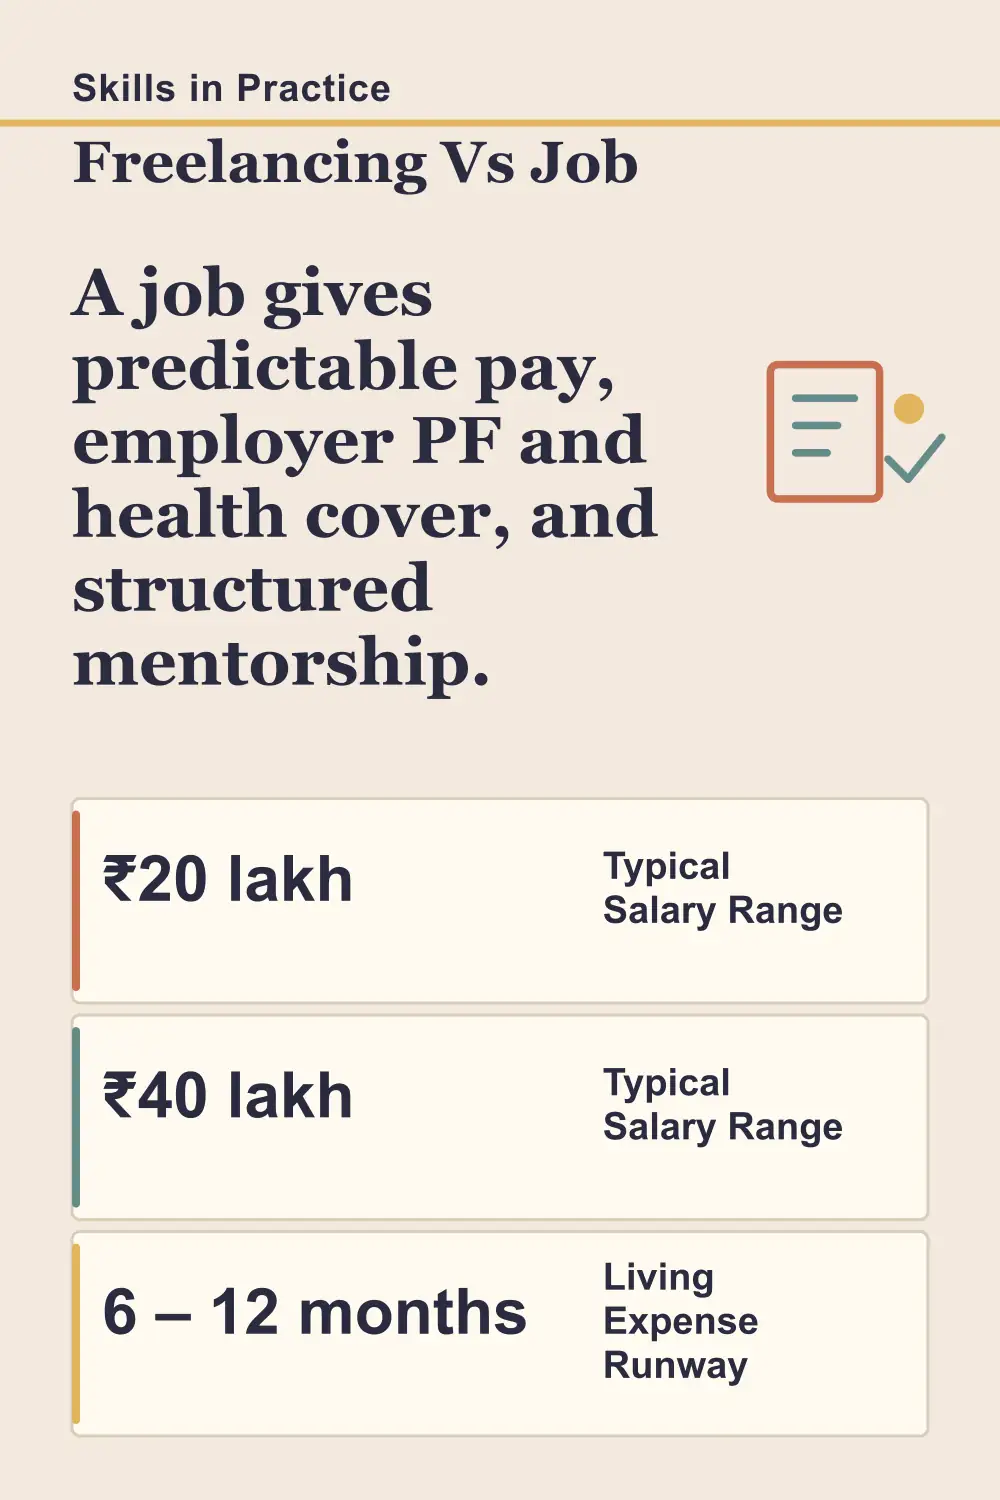 Skills in Practice
Freelancing Vs Job
A job gives
predictable pay,
employer PF and
health cover, and
structured
mentorship.
₹20 lakh
Typical
Salary Range
₹40 lakh
Typical
Salary Range
6 – 12 months
Living
Expense
Runway